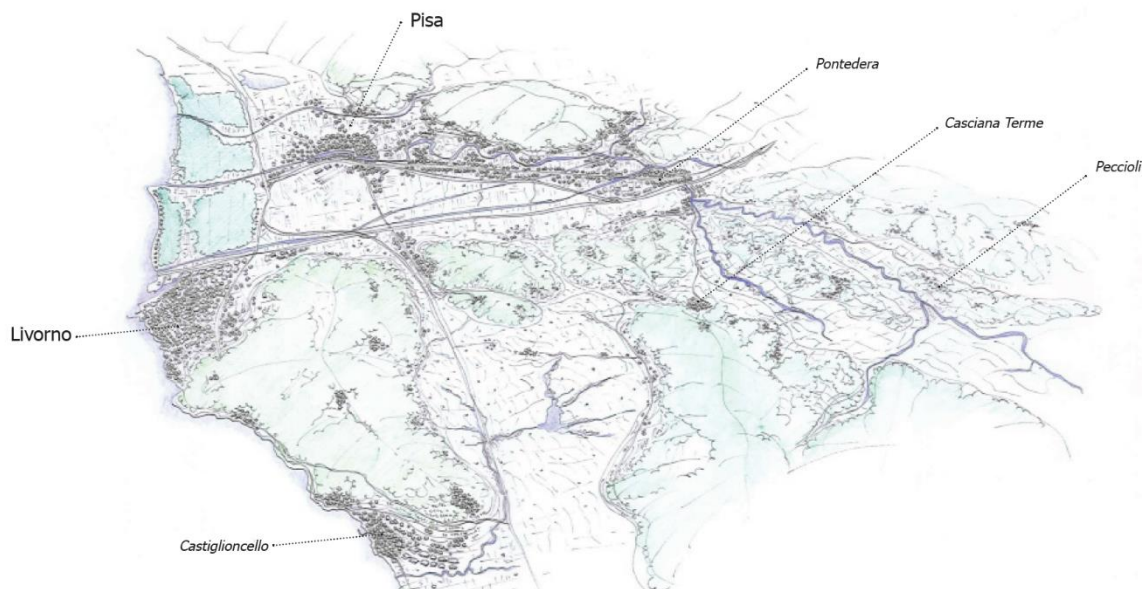 Pisa
Pontedera
Casciana Terme
Peccioli
Livorno
Castiglioncello